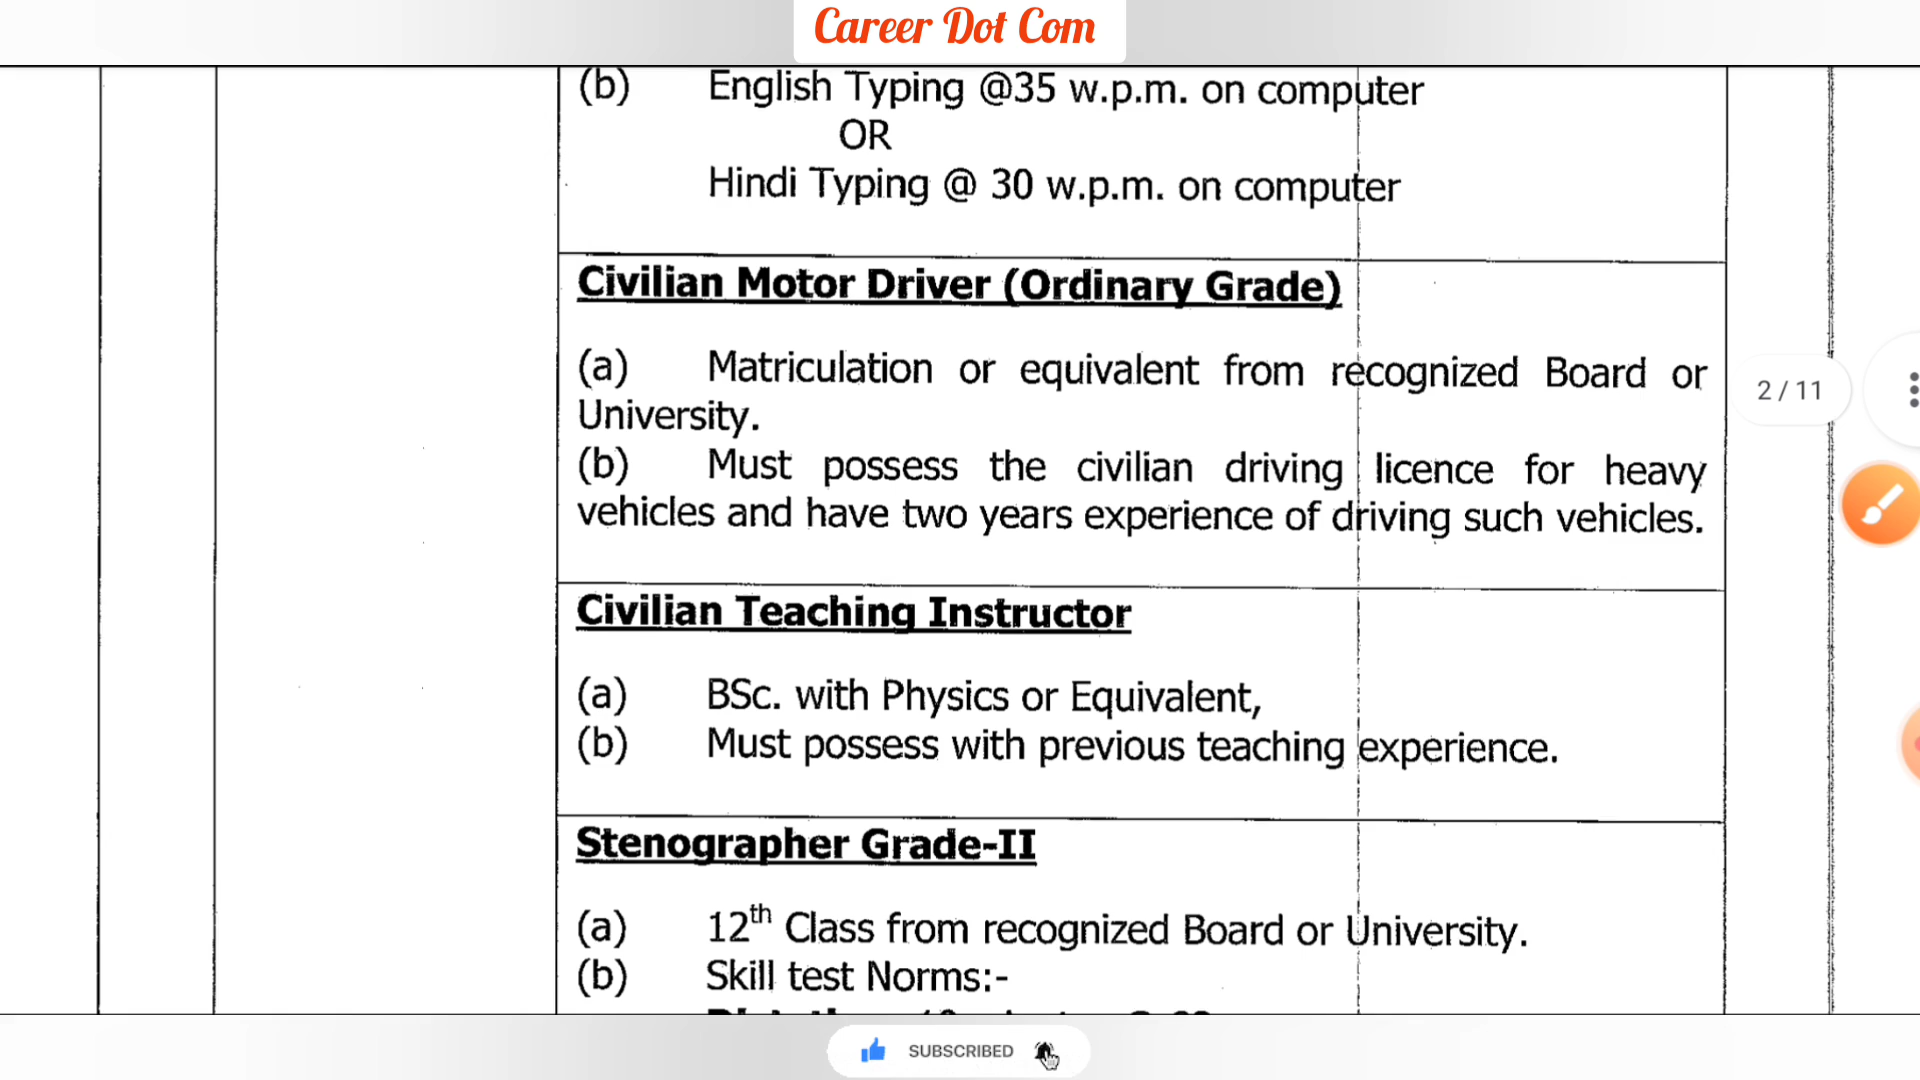 Career Dot Com
(b) English Typing @35 w.p.m. on computer
OR
Hindi Typing @ 30 w.p.m. on computer
Civilian Motor Driver (Ordinary Grade)
(a) Matriculation or equivalent from recognized Board or
University.
(b) Must possess the civilian driving licence for heavy
vehicles and have two years experience of driving such vehicles.
2 / 11
Civilian Teaching Instructor
(a) BSc. with Physics or Equivalent,
(b) Must possess with previous teaching experience.
Stenographer Grade-II
(a) 12th Class from recognized Board or University.
(b) Skill test Norms:-
SUBSCRIBED